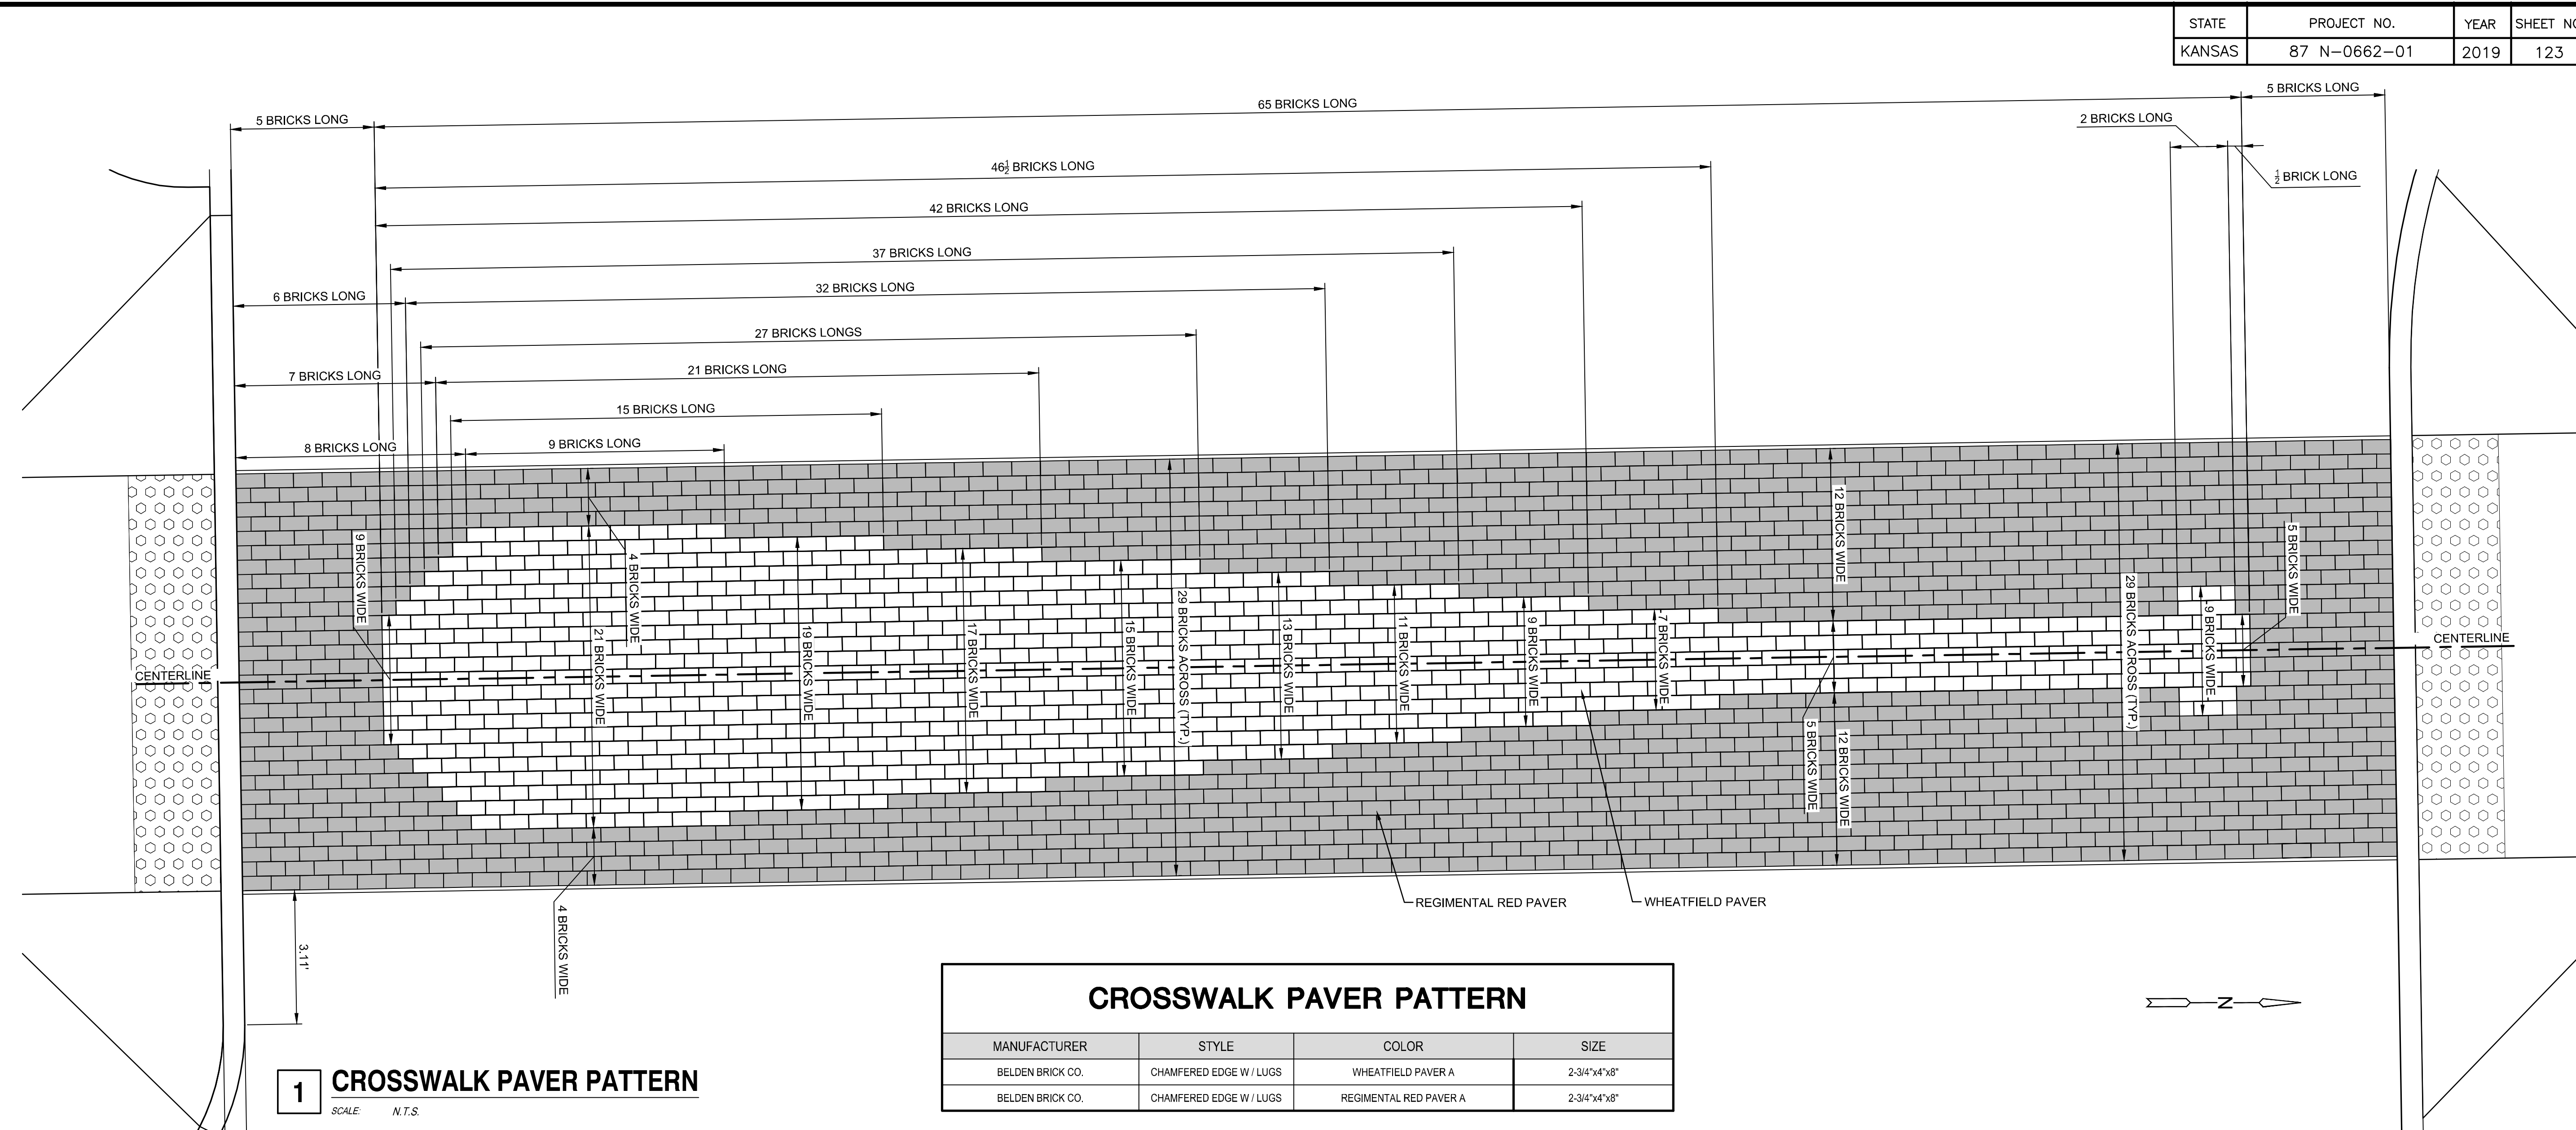 STATE PROJECT NO. YEAR SHEET NO
KANSAS 87 N-0662-01 2019 123
5 BRICKS LONG
65 BRICKS LONG
5 BRICKS LONG
2 BRICKS LONG
46½ BRICKS LONG
½ BRICK LONG
42 BRICKS LONG
37 BRICKS LONG
6 BRICKS LONG
32 BRICKS LONG
27 BRICKS LONGS
7 BRICKS LONG
21 BRICKS LONG
15 BRICKS LONG
8 BRICKS LONG
9 BRICKS LONG
9 BRICKS WIDE
4 BRICKS WIDE
21 BRICKS WIDE
19 BRICKS WIDE
17 BRICKS WIDE
15 BRICKS WIDE
29 BRICKS ACROSS (TYP.)
13 BRICKS WIDE
11 BRICKS WIDE
9 BRICKS WIDE
7 BRICKS WIDE
12 BRICKS WIDE
5 BRICKS WIDE
12 BRICKS WIDE
29 BRICKS ACROSS (TYP.)
9 BRICKS WIDE
5 BRICKS WIDE
CENTERLINE
CENTERLINE
REGIMENTAL RED PAVER
WHEATFIELD PAVER
4 BRICKS WIDE
3.11'
N
CROSSWALK PAVER PATTERN
MANUFACTURER STYLE COLOR SIZE
BELDEN BRICK CO. CHAMFERED EDGE W / LUGS WHEATFIELD PAVER A 2-3/4"x4"x8"
BELDEN BRICK CO. CHAMFERED EDGE W / LUGS REGIMENTAL RED PAVER A 2-3/4"x4"x8"
1 CROSSWALK PAVER PATTERN
SCALE: N.T.S.